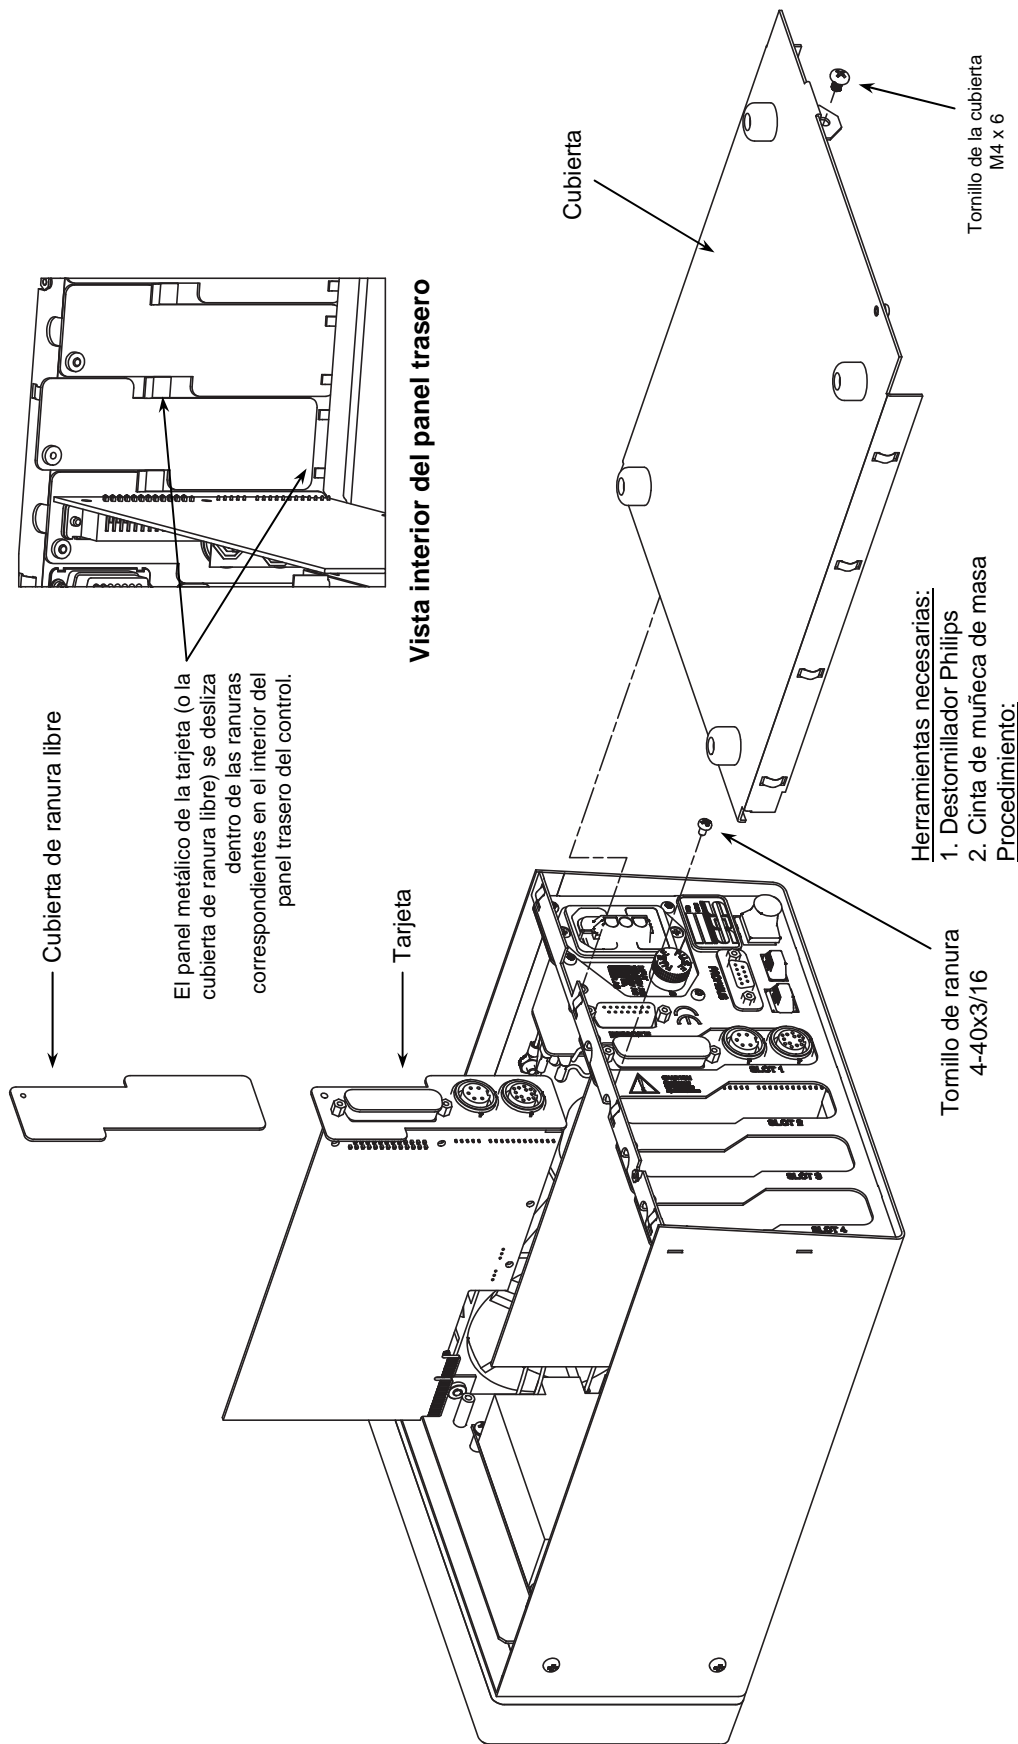 Cubierta de ranura libre
El panel metálico de la tarjeta (o la
cubierta de ranura libre) se desliza
dentro de las ranuras
correspondientes en el interior del
panel trasero del control.
Vista interior del panel trasero
Tarjeta
Cubierta
Tornillo de la cubierta
M4 x 6
SLOT 1
SLOT 2
SLOT 3
SLOT 4
CE
Tornillo de ranura
4-40x3/16
Herramientas necesarias:
1. Destornillador Philips
2. Cinta de muñeca de masa
Procedimiento: